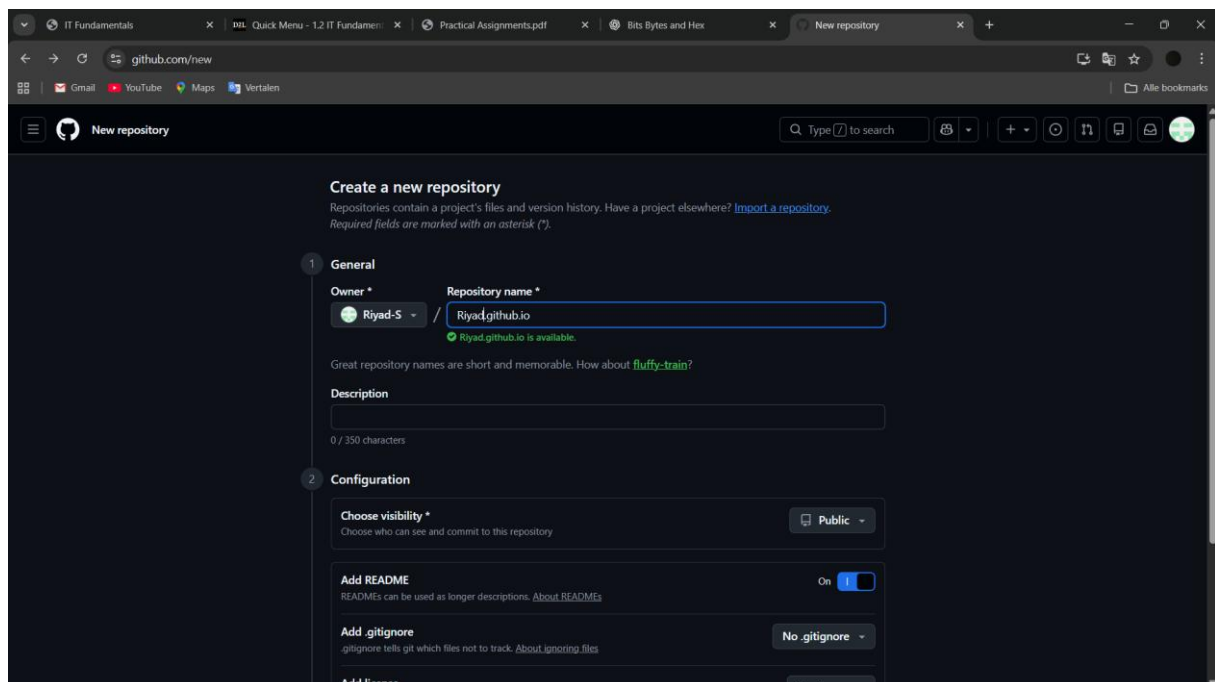 IT Fundamentals
D2L Quick Menu - 1.2 IT Fundament
Practical Assignments.pdf
Bits Bytes and Hex
New repository
github.com/new
Gmail
YouTube
Maps
Vertalen
Alle bookmarks
New repository
Type / to search
Create a new repository
Repositories contain a project's files and version history. Have a project elsewhere? Import a repository.
Required fields are marked with an asterisk (*).
1 General
Owner * Repository name *
Riyad-S / Riyad.github.io
Riyad.github.io is available.
Great repository names are short and memorable. How about fluffy-train?
Description
0 / 350 characters
2 Configuration
Choose visibility *
Choose who can see and commit to this repository
Public
Add README
READMEs can be used as longer descriptions. About READMEs
On
Add .gitignore
.gitignore tells git which files not to track. About ignoring files
No .gitignore
Add license